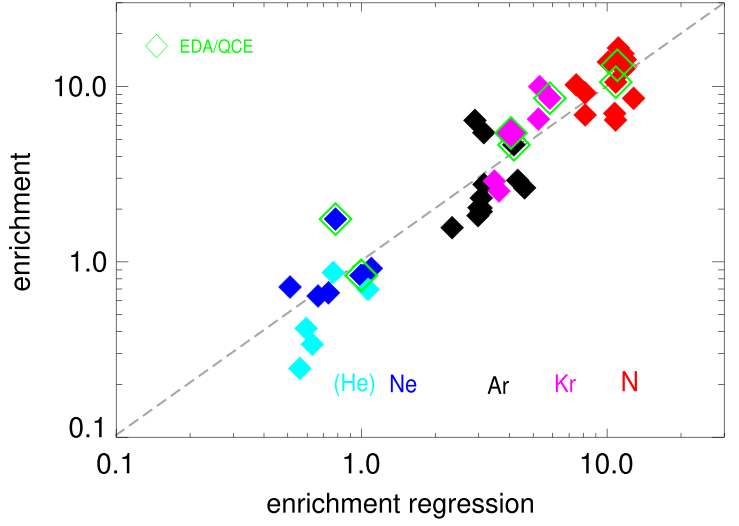 EDA/QCE
10.0
enrichment
1.0
(He) Ne Ar Kr N
0.1
0.1 1.0 10.0
enrichment regression